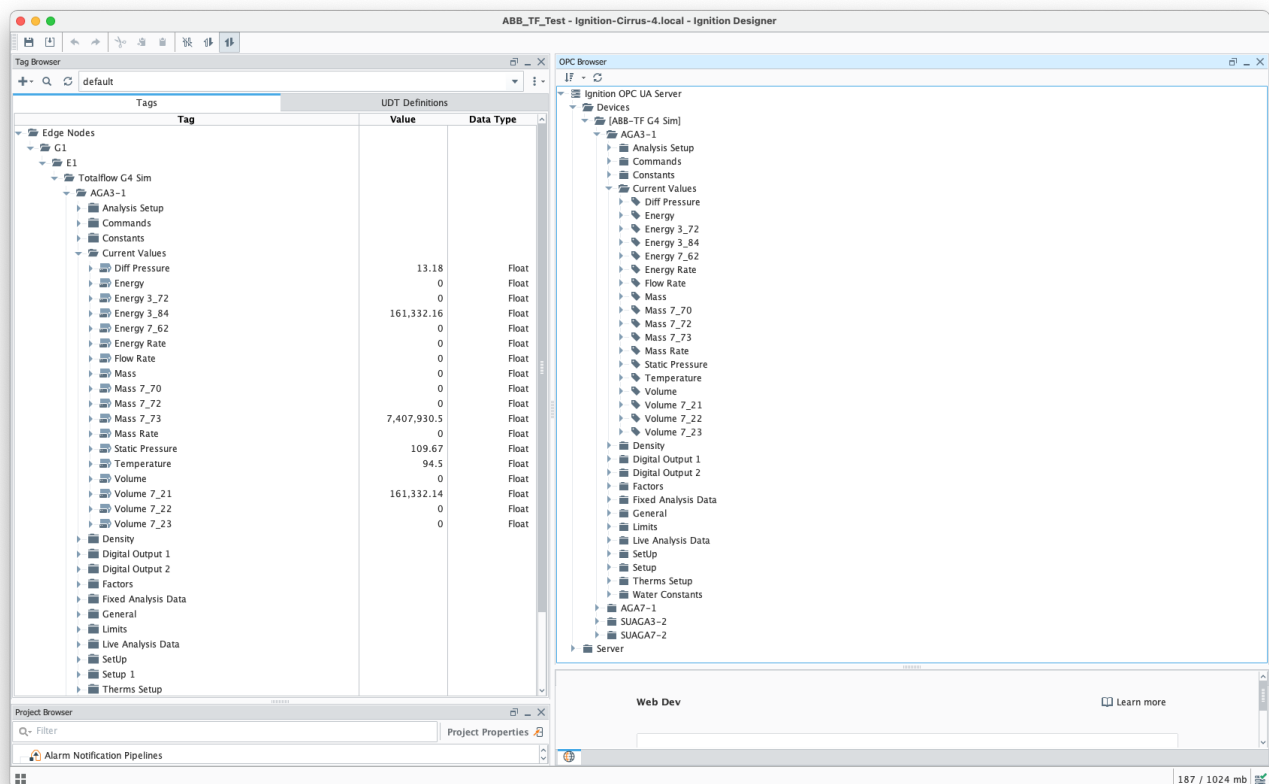 ABB_TF_Test - Ignition-Cirrus-4.local - Ignition Designer
Tag Browser
default
Tags UDT Definitions
Tag Value Data Type
Edge Nodes
G1
E1
Totalflow G4 Sim
AGA3-1
Analysis Setup
Commands
Constants
Current Values
Diff Pressure 13.18 Float
Energy 0 Float
Energy 3_72 0 Float
Energy 3_84 161,332.16 Float
Energy 7_62 0 Float
Energy Rate 0 Float
Flow Rate 0 Float
Mass 0 Float
Mass 7_70 0 Float
Mass 7_72 0 Float
Mass 7_73 7,407,930.5 Float
Mass Rate 0 Float
Static Pressure 109.67 Float
Temperature 94.5 Float
Volume 0 Float
Volume 7_21 161,332.14 Float
Volume 7_22 0 Float
Volume 7_23 0 Float
Density
Digital Output 1
Digital Output 2
Factors
Fixed Analysis Data
General
Limits
Live Analysis Data
SetUp
Setup 1
Therms Setup
Project Browser
Filter
Project Properties
Alarm Notification Pipelines
OPC Browser
Ignition OPC UA Server
Devices
[ABB-TF G4 Sim]
AGA3-1
Analysis Setup
Commands
Constants
Current Values
Diff Pressure
Energy
Energy 3_72
Energy 3_84
Energy 7_62
Energy Rate
Flow Rate
Mass
Mass 7_70
Mass 7_72
Mass 7_73
Mass Rate
Static Pressure
Temperature
Volume
Volume 7_21
Volume 7_22
Volume 7_23
Density
Digital Output 1
Digital Output 2
Factors
Fixed Analysis Data
General
Limits
Live Analysis Data
SetUp
Setup
Therms Setup
Water Constants
AGA7-1
SUAGA3-2
SUAGA7-2
Server
Web Dev
Learn more
187 / 1024 mb